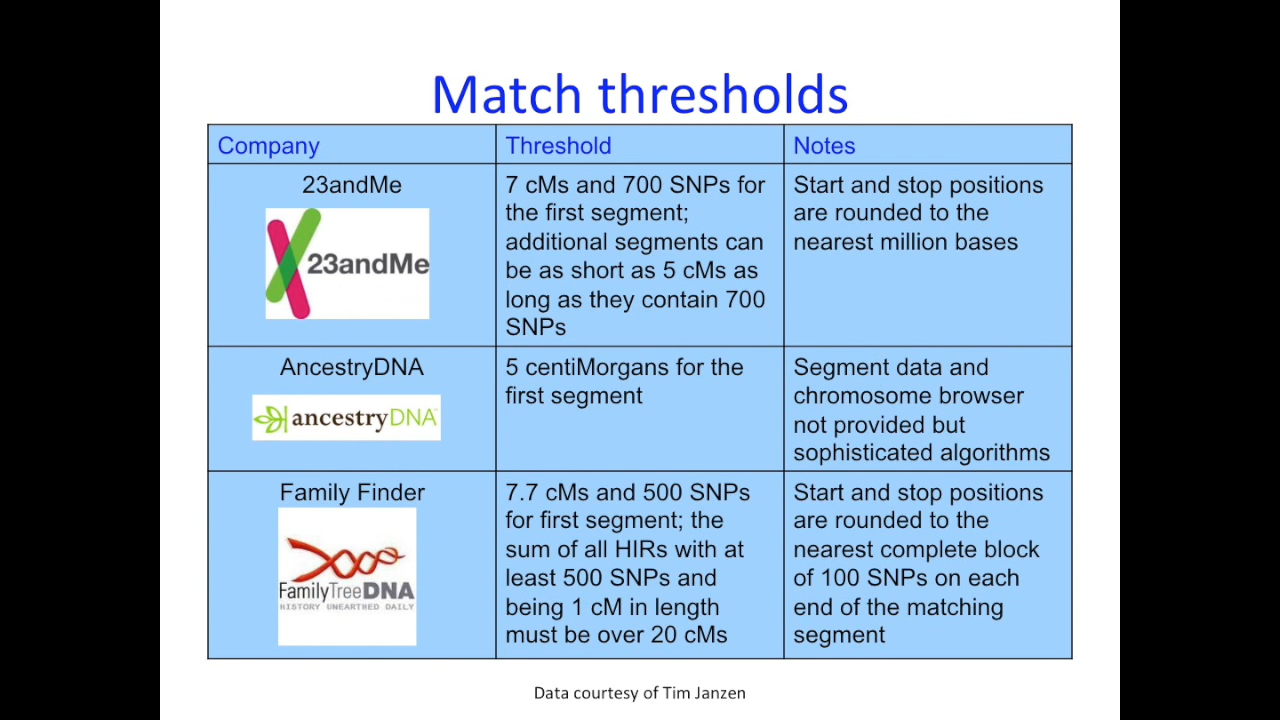 Match thresholds
Company
Threshold
Notes
23andMe
23andMe
7 cMs and 700 SNPs for
the first segment;
additional segments can
be as short as 5 cMs as
long as they contain 700
SNPs
Start and stop positions
are rounded to the
nearest million bases
AncestryDNA
ancestryDNA
5 centiMorgans for the
first segment
Segment data and
chromosome browser
not provided but
sophisticated algorithms
Family Finder
FamilyTreeDNA
HISTORY UNEARTHED DAILY
7.7 cMs and 500 SNPs
for first segment; the
sum of all HIRs with at
least 500 SNPs and
being 1 cM in length
must be over 20 cMs
Start and stop positions
are rounded to the
nearest complete block
of 100 SNPs on each
end of the matching
segment
Data courtesy of Tim Janzen